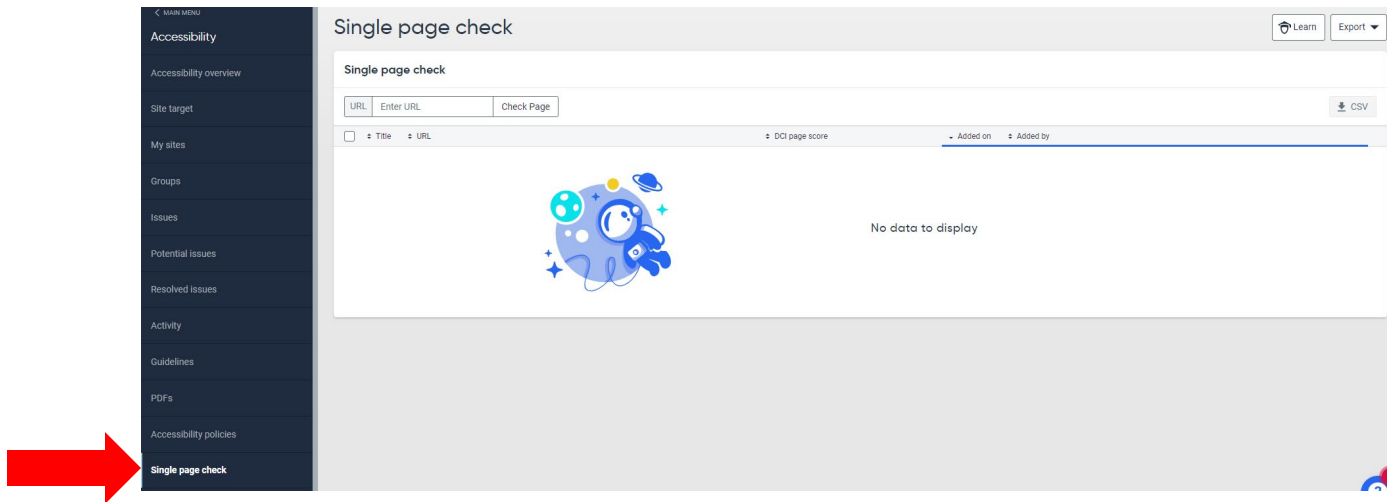 MAIN MENU
Accessibility
Accessibility overview
Site target
My sites
Groups
Issues
Potential issues
Resolved issues
Activity
Guidelines
PDFs
Accessibility policies
Single page check
Single page check
Learn
Export
Single page check
URL Enter URL Check Page
CSV
Title URL DCI page score Added on Added by
No data to display
?